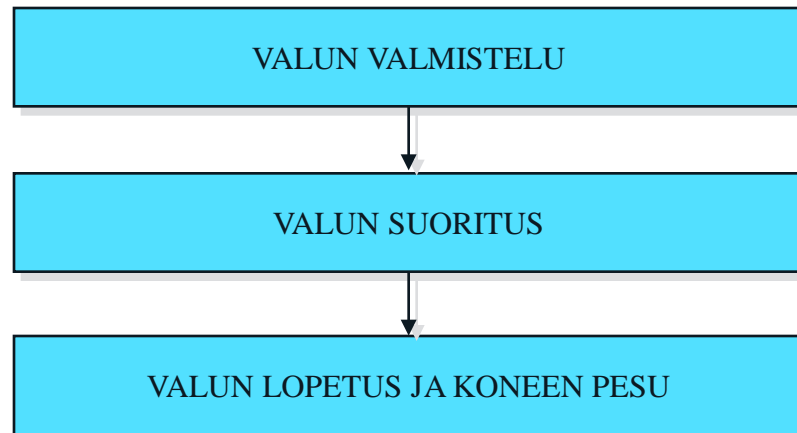 VALUN VALMISTELU
VALUN SUORITUS
VALUN LOPETUS JA KONEEN PESU